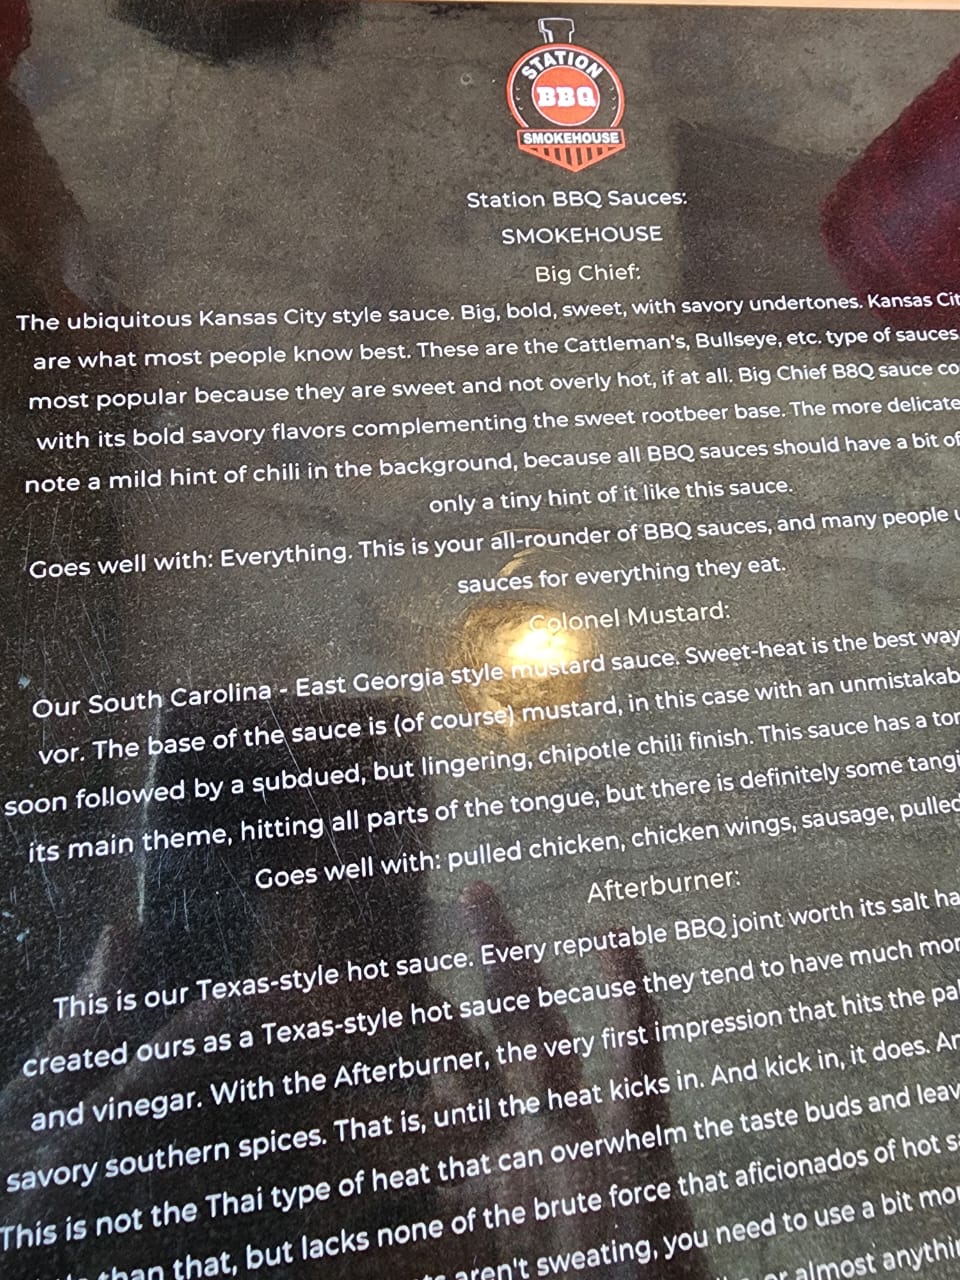 STATION
BBQ
SMOKEHOUSE
Station BBQ Sauces:
SMOKEHOUSE
Big Chief:
The ubiquitous Kansas City style sauce. Big, bold, sweet, with savory undertones. Kansas Cit
are what most people know best. These are the Cattleman's, Bullseye, etc. type of sauces
most popular because they are sweet and not overly hot, if at all. Big Chief B8Q sauce co
with its bold savory flavors complementing the sweet rootbeer base. The more delicate
note a mild hint of chili in the background, because all BBQ sauces should have a bit of
only a tiny hint of it like this sauce.
Goes well with: Everything. This is your all-rounder of BBQ sauces, and many people u
sauces for everything they eat.
Colonel Mustard:
Our South Carolina - East Georgia style mustard sauce. Sweet-heat is the best way
vor. The base of the sauce is (of course) mustard, in this case with an unmistakab
soon followed by a subdued, but lingering, chipotle chili finish. This sauce has a tor
its main theme, hitting all parts of the tongue, but there is definitely some tangi
Goes well with: pulled chicken, chicken wings, sausage, pulled
Afterburner:
This is our Texas-style hot sauce. Every reputable BBQ joint worth its salt ha
created ours as a Texas-style hot sauce because they tend to have much mor
and vinegar. With the Afterburner, the very first impression that hits the pal
savory southern spices. That is, until the heat kicks in. And kick in, it does. Ar
This is not the Thai type of heat that can overwhelm the taste buds and leav
than that, but lacks none of the brute force that aficionados of hot s
aren't sweating, you need to use a bit mor
or almost anythin